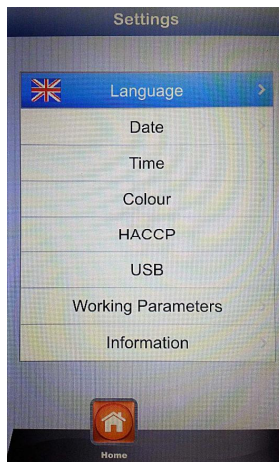 Settings
Language
Date
Time
Colour
HACCP
USB
Working Parameters
Information
Home